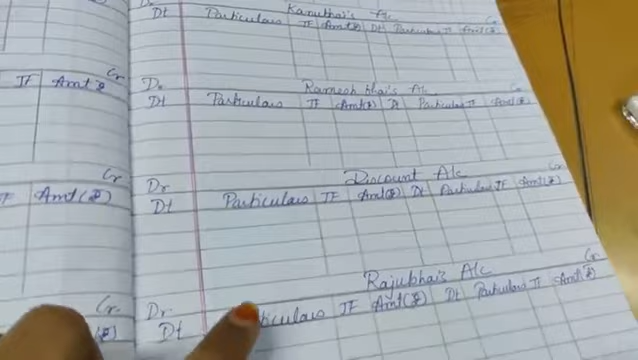 Kanubhai's A/c
Cr
Dt Particulars JF Amt(₹) Dt Particulars JF Amt(₹)
Cr
JF Amt ₹
Ramesh bhai's A/c
Dr Cr
Dt Particulars JF Amt(₹) Dt Particulars JF Amt(₹)
Cr
JF Amt (₹)
Discount A/c
Dr Cr
Dt Particulars JF Amt(₹) Dt Particulars JF Amt(₹)
Cr
(₹)
Rajubhai's A/c
Dr Cr
Dt Particulars JF Amt(₹) Dt Particulars JF Amt(₹)